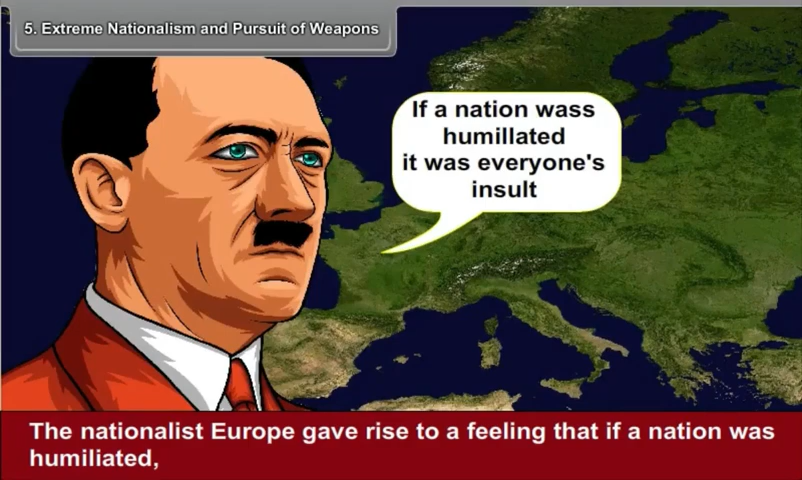 5. Extreme Nationalism and Pursuit of Weapons
If a nation wass
humillated
it was everyone's
insult
The nationalist Europe gave rise to a feeling that if a nation was
humiliated,